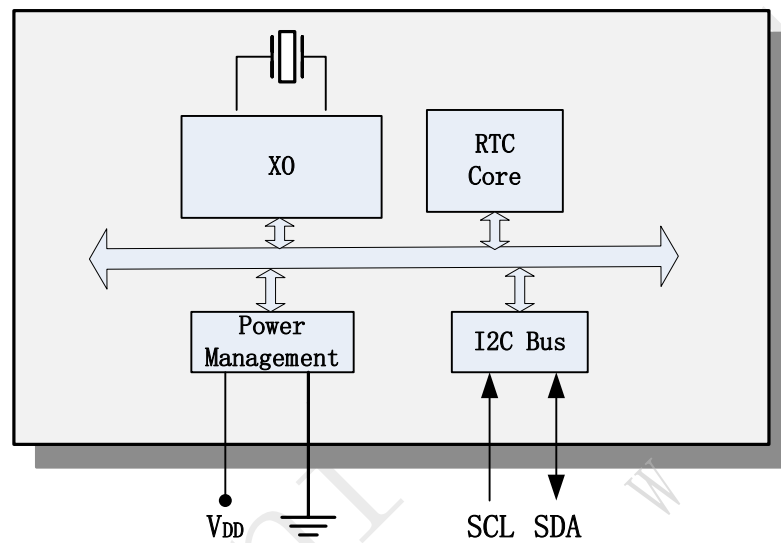 XO
RTC
Core
Power
Management
I2C Bus
VDD
SCL SDA
W